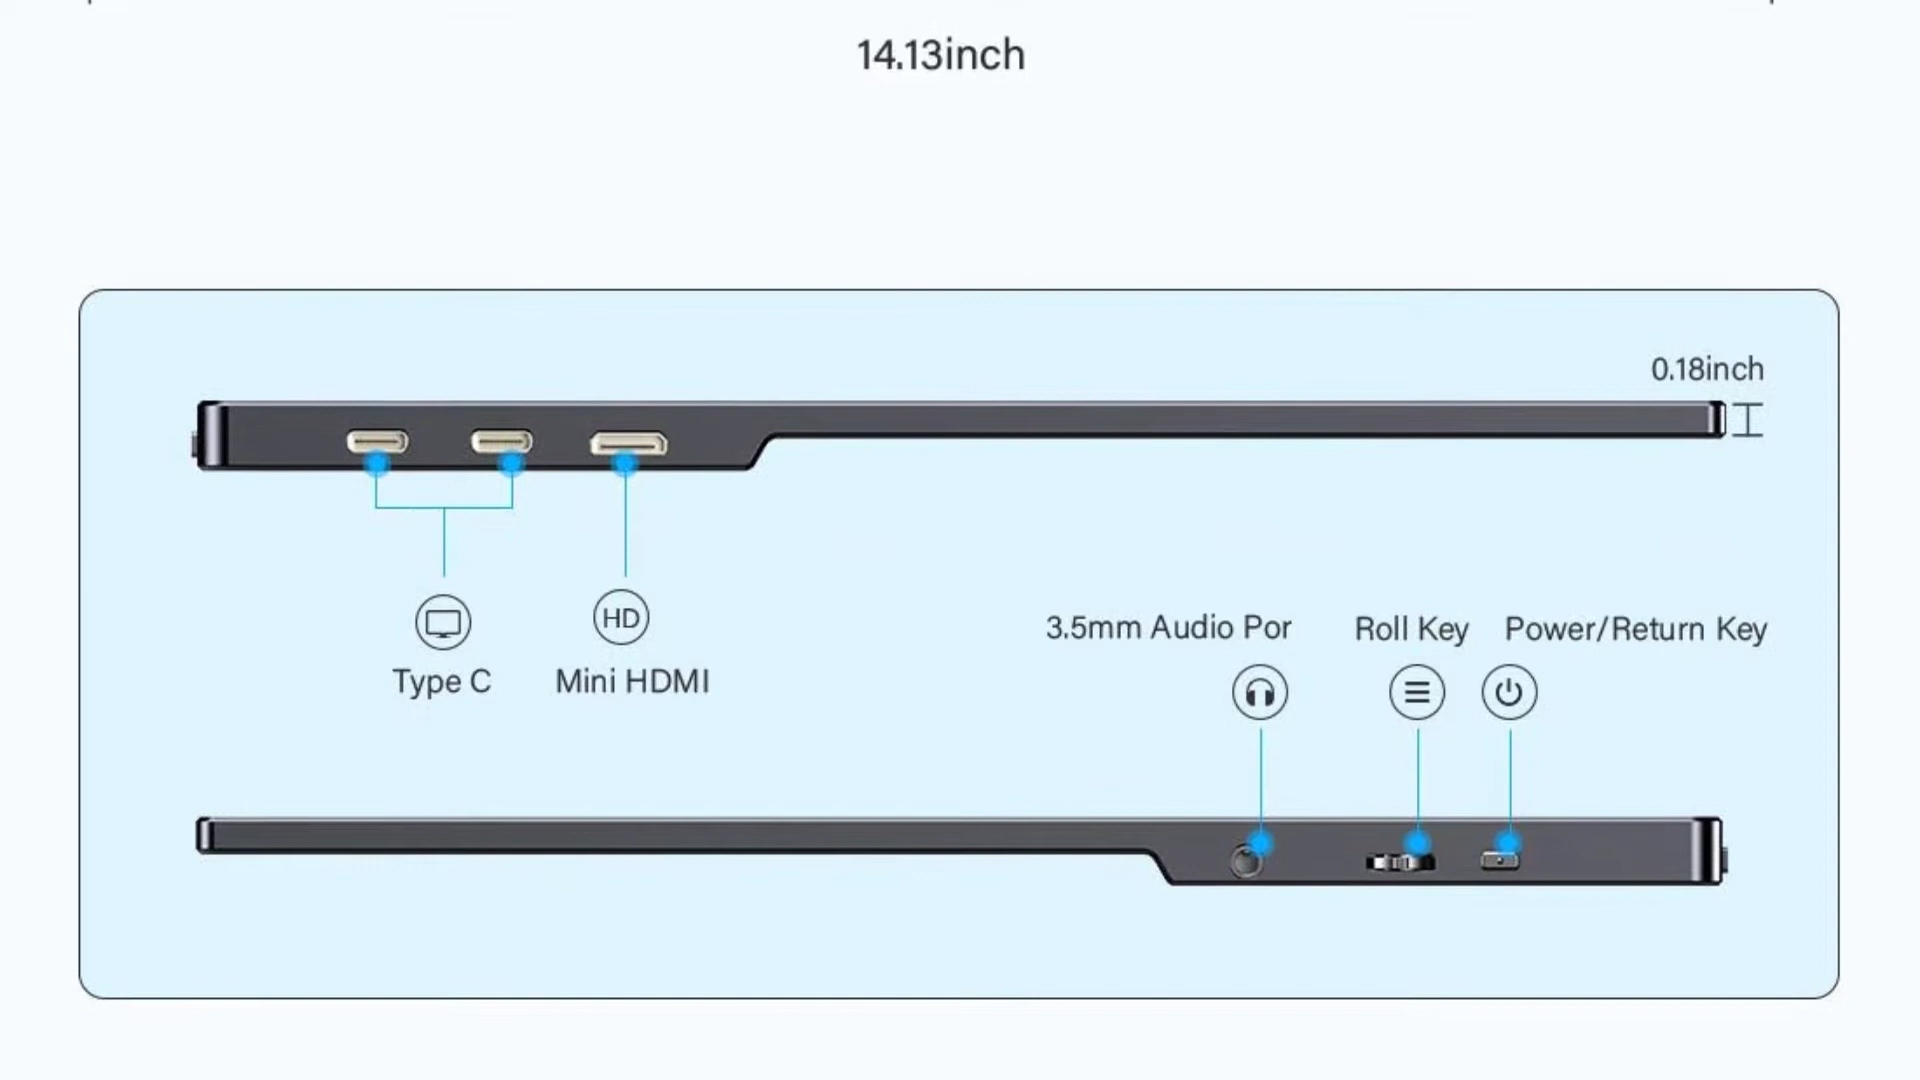 14.13inch
0.18inch
HD
Type C
Mini HDMI
3.5mm Audio Por
Roll Key
Power/Return Key